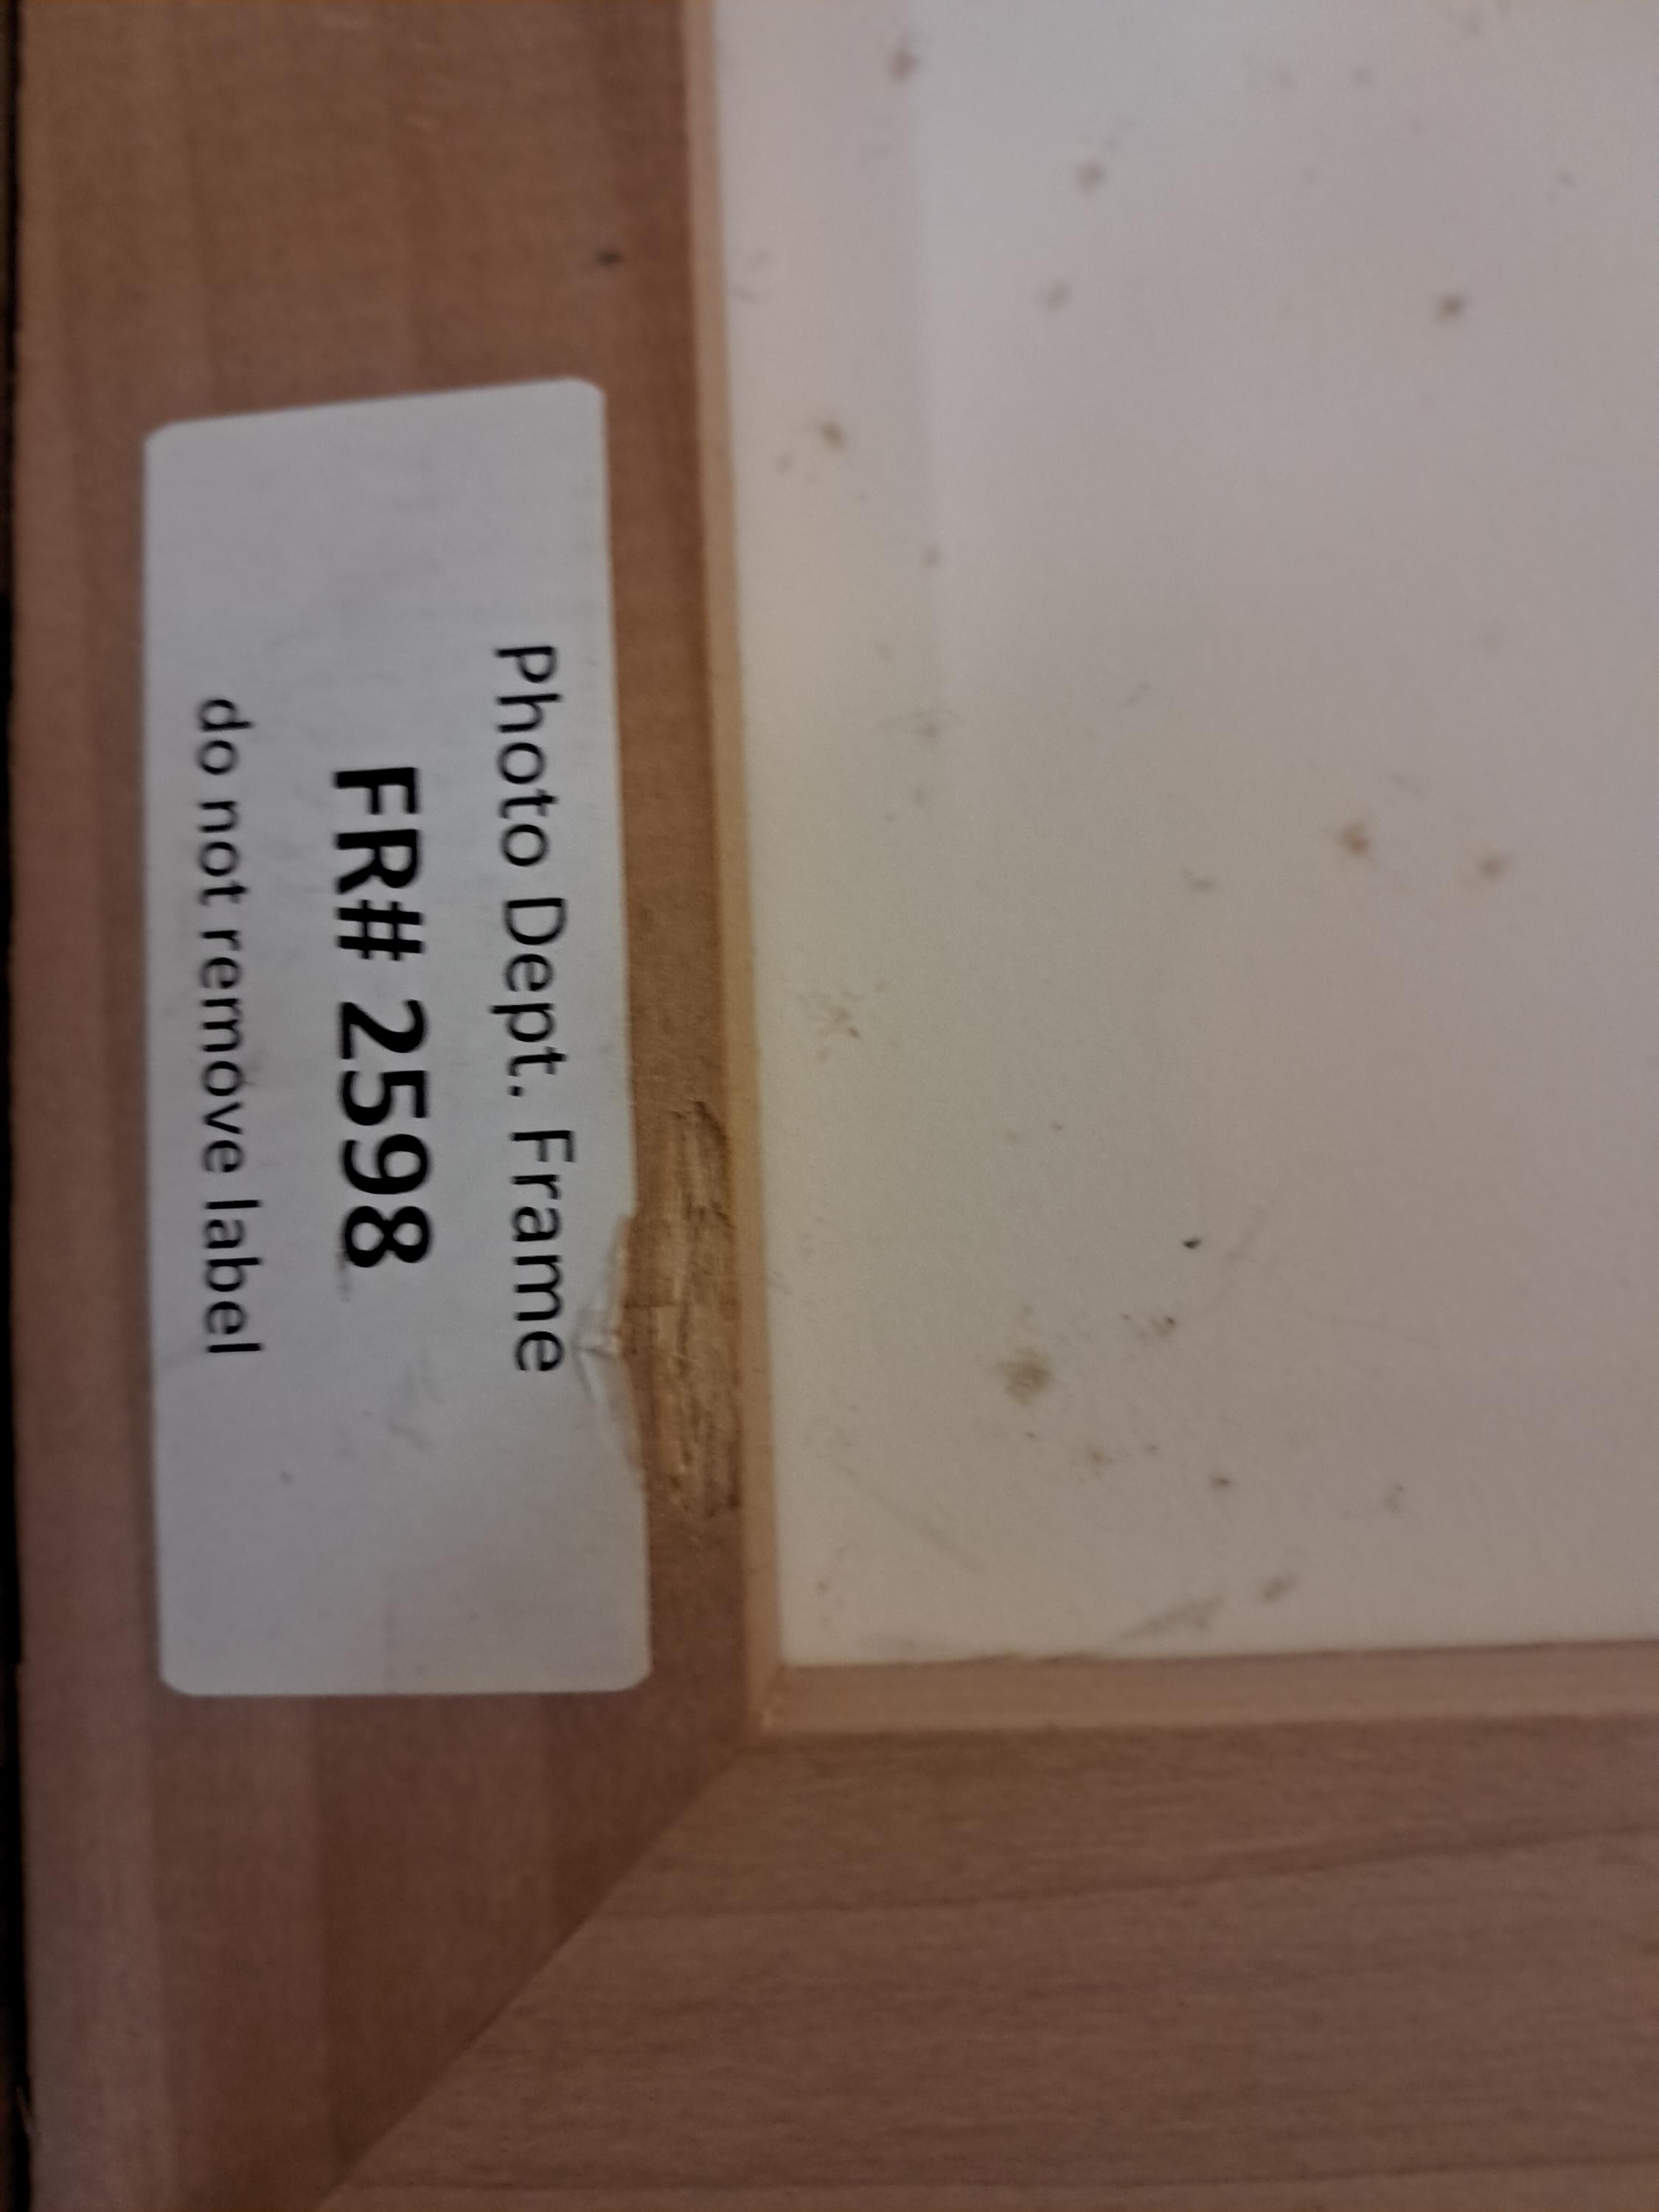 Photo Dept. Frame
FR# 2598
do not remove label